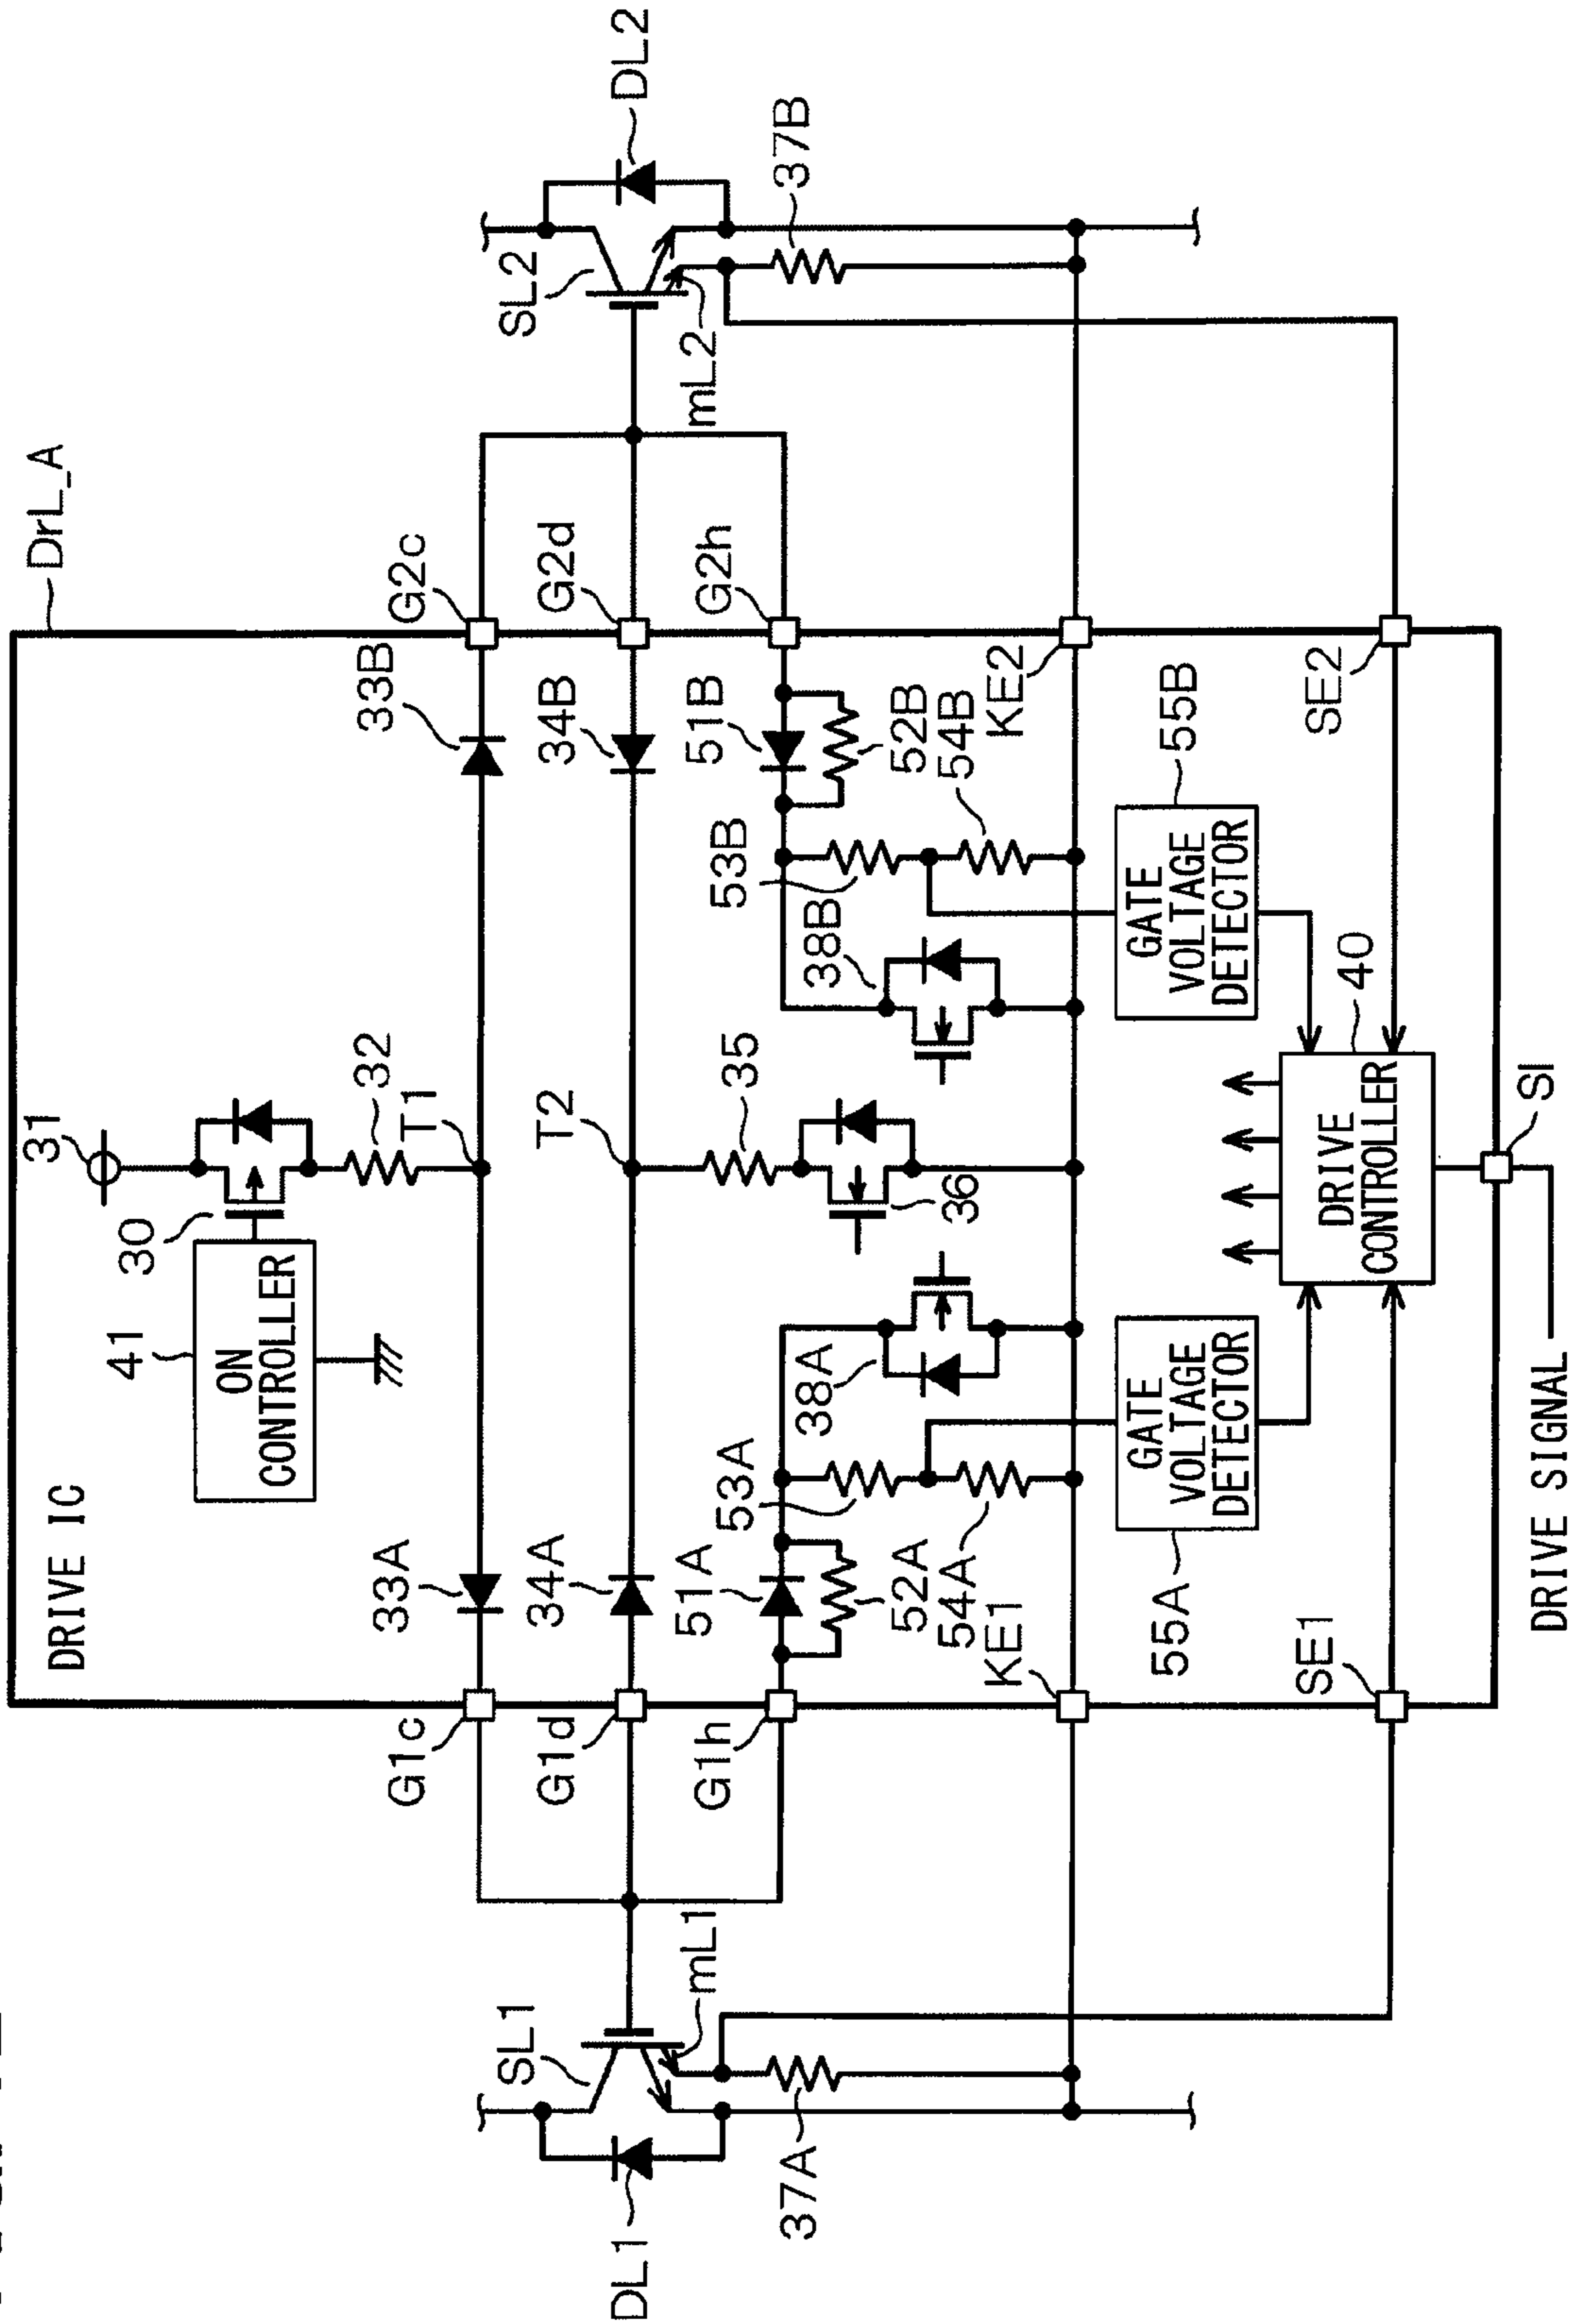 DrL_A
DRIVE IC
31
41
ON
CONTROLLER
30
32
T1
33A
33B
G1c
G2c
SL1
SL2
DL1
DL2
34A
T2
34B
G1d
G2d
mL1
mL2
51A
35
51B
G1h
G2h
37A
37B
53A
38A
36
38B
53B
52A
52B
54A
54B
KE1
KE2
55A
GATE
VOLTAGE
DETECTOR
GATE
VOLTAGE
DETECTOR
55B
SE1
40
SE2
DRIVE
CONTROLLER
DRIVE SIGNAL
SI